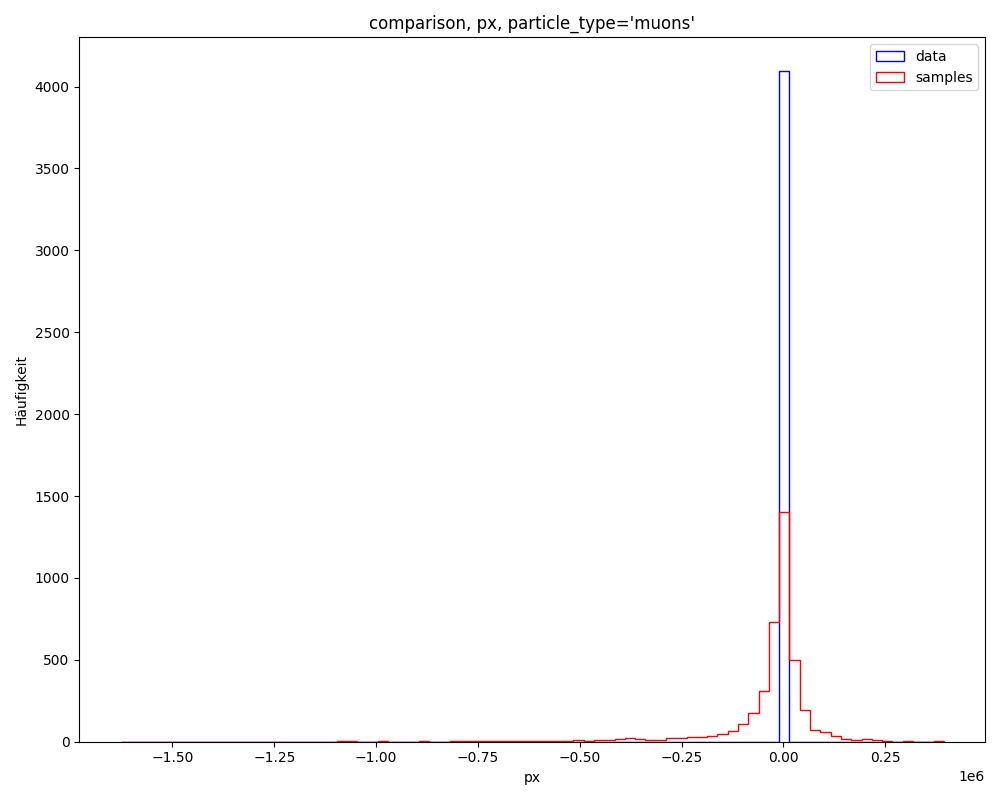 comparison, px, particle_type='muons'
data
samples
Häufigkeit
4000
3500
3000
2500
2000
1500
1000
500
0
−1.50 −1.25 −1.00 −0.75 −0.50 −0.25 0.00 0.25
1e6
px